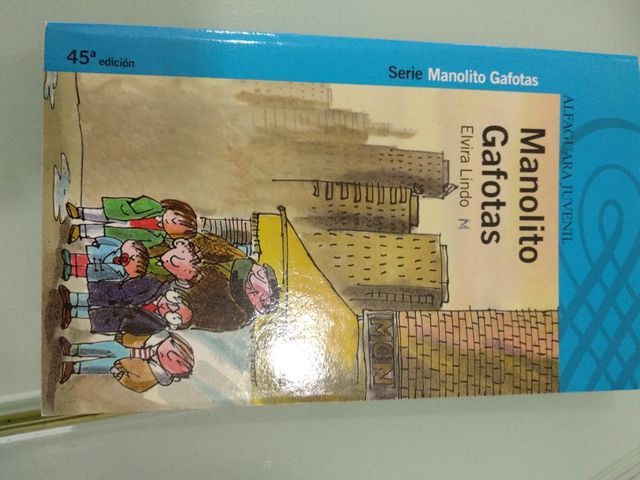 45ª edición
Serie Manolito Gafotas
ALFAGUARA JUVENIL
Manolito
Gafotas
Elvira Lindo M
MGN